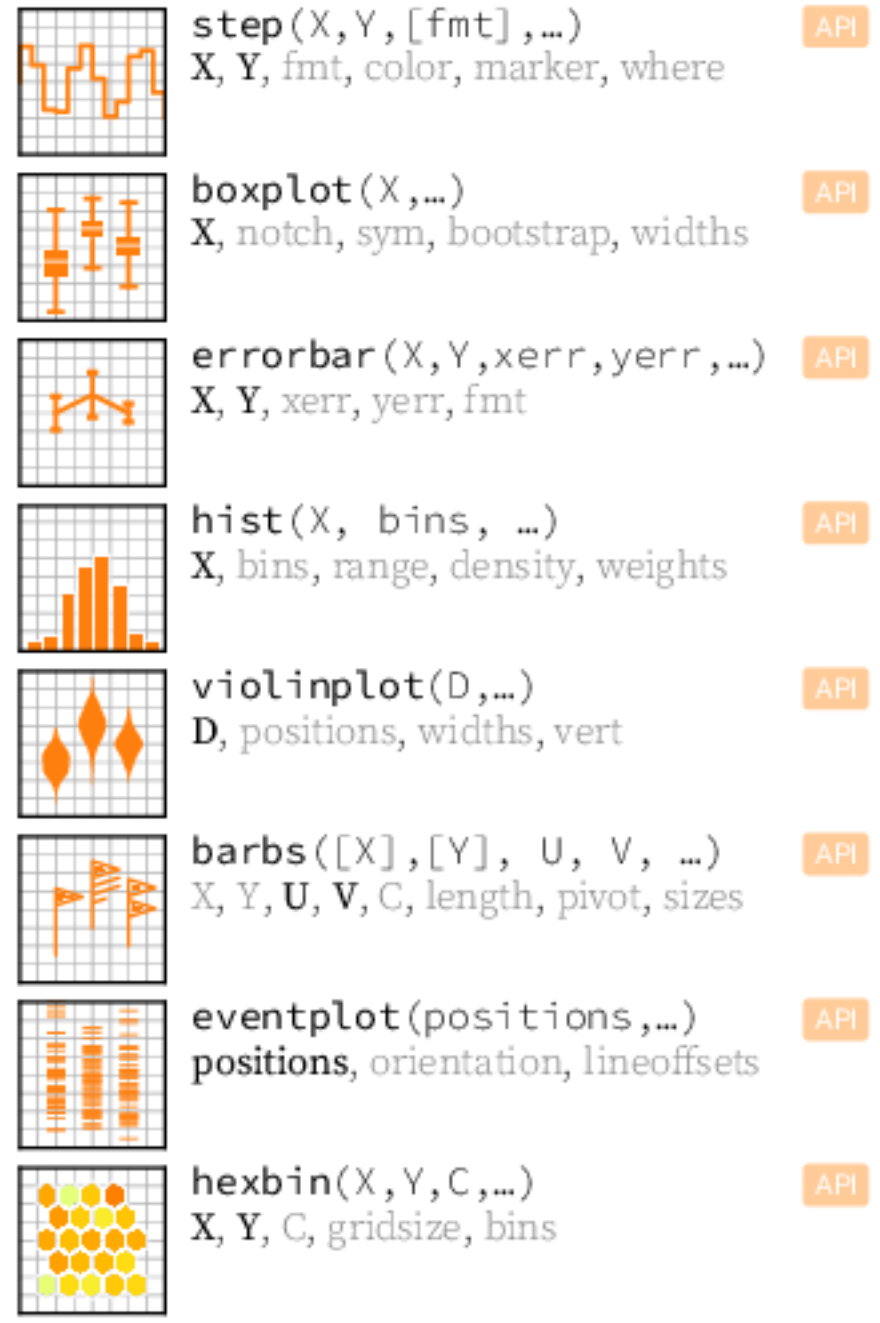 step(X,Y,[fmt],…) API
X, Y, fmt, color, marker, where
boxplot(X,…) API
X, notch, sym, bootstrap, widths
errorbar(X,Y,xerr,yerr,…) API
X, Y, xerr, yerr, fmt
hist(X, bins, …) API
X, bins, range, density, weights
violinplot(D,…) API
D, positions, widths, vert
barbs([X],[Y], U, V, …) API
X, Y, U, V, C, length, pivot, sizes
eventplot(positions,…) API
positions, orientation, lineoffsets
hexbin(X,Y,C,…) API
X, Y, C, gridsize, bins